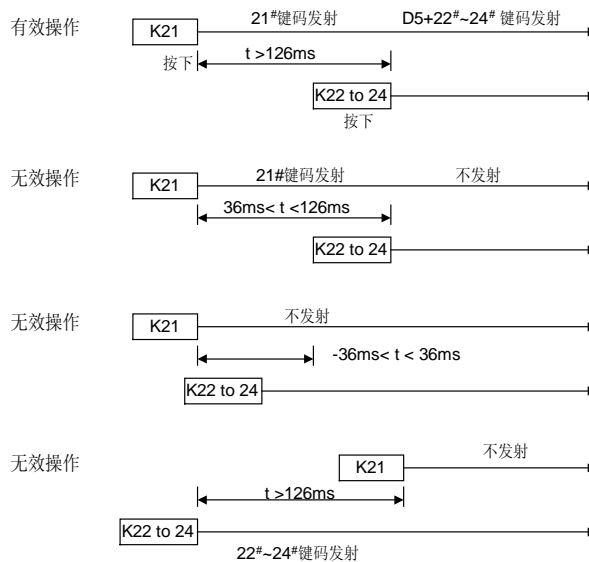 有效操作
K21
21#键码发射
D5+22#~24# 键码发射
按下
t >126ms
K22 to 24
按下
无效操作
K21
21#键码发射
不发射
36ms< t <126ms
K22 to 24
无效操作
K21
不发射
-36ms< t < 36ms
K22 to 24
无效操作
K21
不发射
t >126ms
K22 to 24
22#~24#键码发射